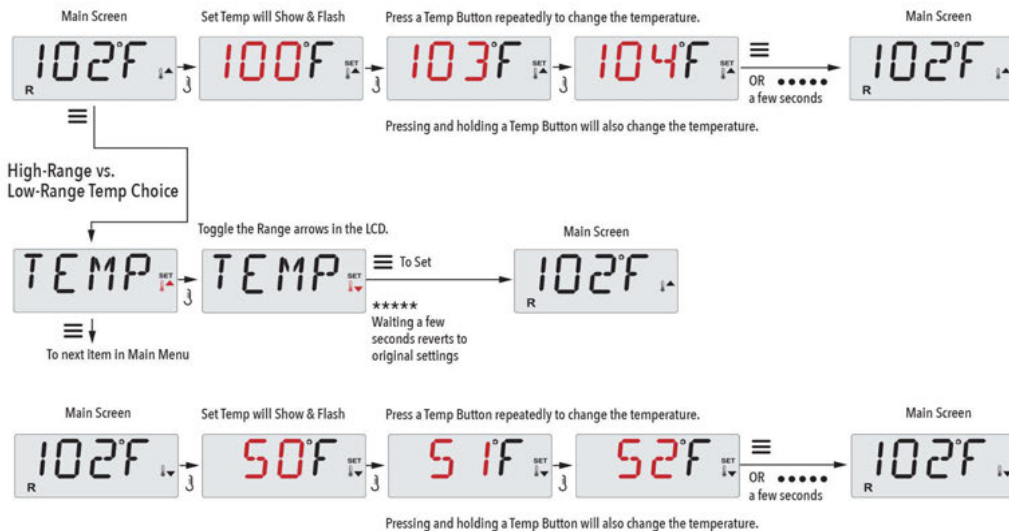 Main Screen
Set Temp will Show & Flash
Press a Temp Button repeatedly to change the temperature.
Main Screen
102°F
R
100°F
SET
103°F
SET
104°F
SET
OR •••••
a few seconds
102°F
R
Pressing and holding a Temp Button will also change the temperature.
High-Range vs.
Low-Range Temp Choice
Toggle the Range arrows in the LCD.
Main Screen
TEMP
SET
TEMP
SET
To Set
*****
Waiting a few
seconds reverts to
original settings
102°F
R
To next item in Main Menu
Main Screen
Set Temp will Show & Flash
Press a Temp Button repeatedly to change the temperature.
Main Screen
102°F
R
50°F
SET
51°F
SET
52°F
SET
OR •••••
a few seconds
102°F
R
Pressing and holding a Temp Button will also change the temperature.